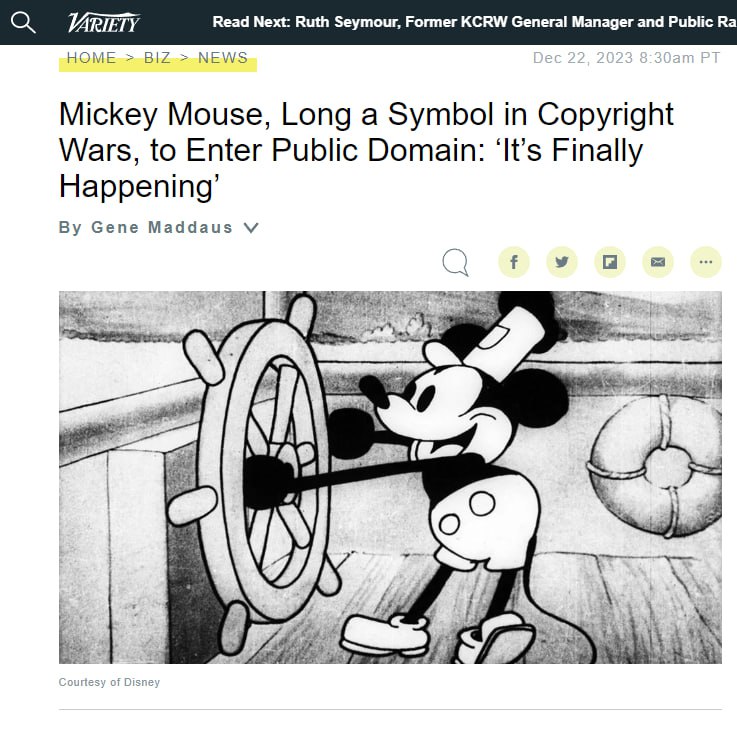 VARIETY
Read Next: Ruth Seymour, Former KCRW General Manager and Public Ra
HOME > BIZ > NEWS
Dec 22, 2023 8:30am PT
Mickey Mouse, Long a Symbol in Copyright
Wars, to Enter Public Domain: ‘It’s Finally
Happening’
By Gene Maddaus
Courtesy of Disney